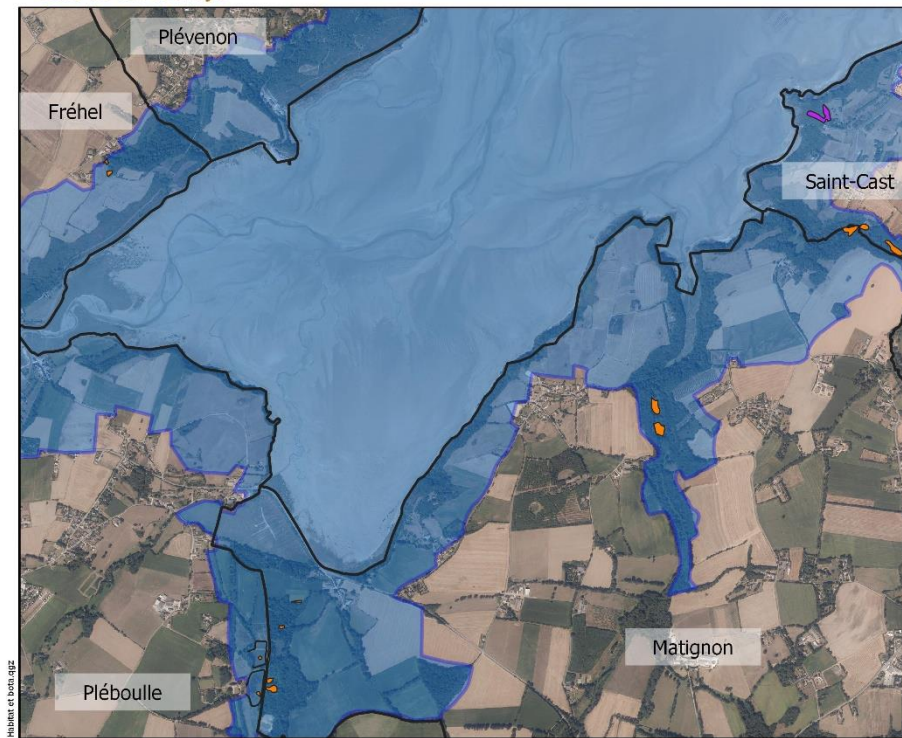 Plévenon
Fréhel
Saint-Cast
Matignon
Pléboulle
Habitat et bota.qgz